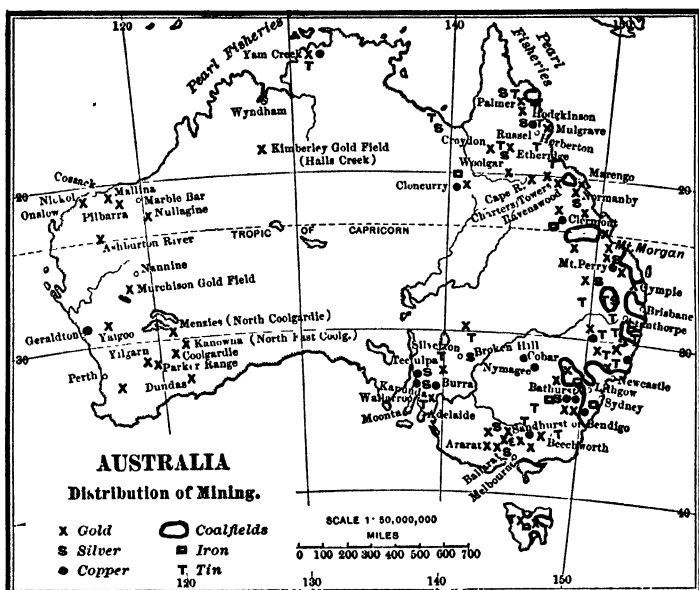 120
140
150
Pearl Fisheries
Pearl Fisheries
Yam Creek
Wyndham
Kimberley Gold Field
(Halls Creek)
Palmer
Hodgkinson
Mulgrave
Russel
Herberton
Croydon
Etheridge
Woolgar
Cloncurry
Cape R.
Charters/Towers
Ravenswood
Marengo
Normanby
Clermont
20
20
Cossack
Nickol
Mallina
Onslow
Pilbarra
Marble Bar
Nullagine
Ashburton River
TROPIC OF CAPRICORN
Mt. Morgan
Nannine
Murchison Gold Field
Mt. Perry
Gympie
Brisbane
Stanthorpe
Geraldton
Yalgoo
Menzies (North Coolgardie)
Kanowna (North East Coolg.)
Yilgarn
Coolgardie
Parker Range
Dundas
Perth
30
30
Silverton
Broken Hill
Cobar
Nymagee
Teetulpa
Kapunda
Burra
Wallaroo
Moonta
Adelaide
Newcastle
Bathurst
Lithgow
Sydney
Sandhurst or Bendigo
Ararat
Beechworth
Ballarat
Melbourne
40
40
AUSTRALIA
Distribution of Mining.
X Gold
S Silver
Copper
Coalfields
Iron
T Tin
SCALE 1:50,000,000
MILES
0 100 200 300 400 500 600 700
120
130
140
150